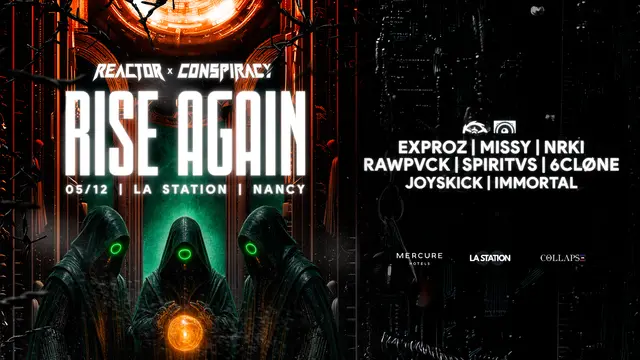 REACTOR x CONSPIRACY
RISE AGAIN
05/12 | LA STATION | NANCY
EXPROZ | MISSY | NRKI
RAWPVCK | SPIRITVS | 6CLØNE
JOYSKICK | IMMORTAL
MERCURE
HOTELS
LA STATION
COLLAPS